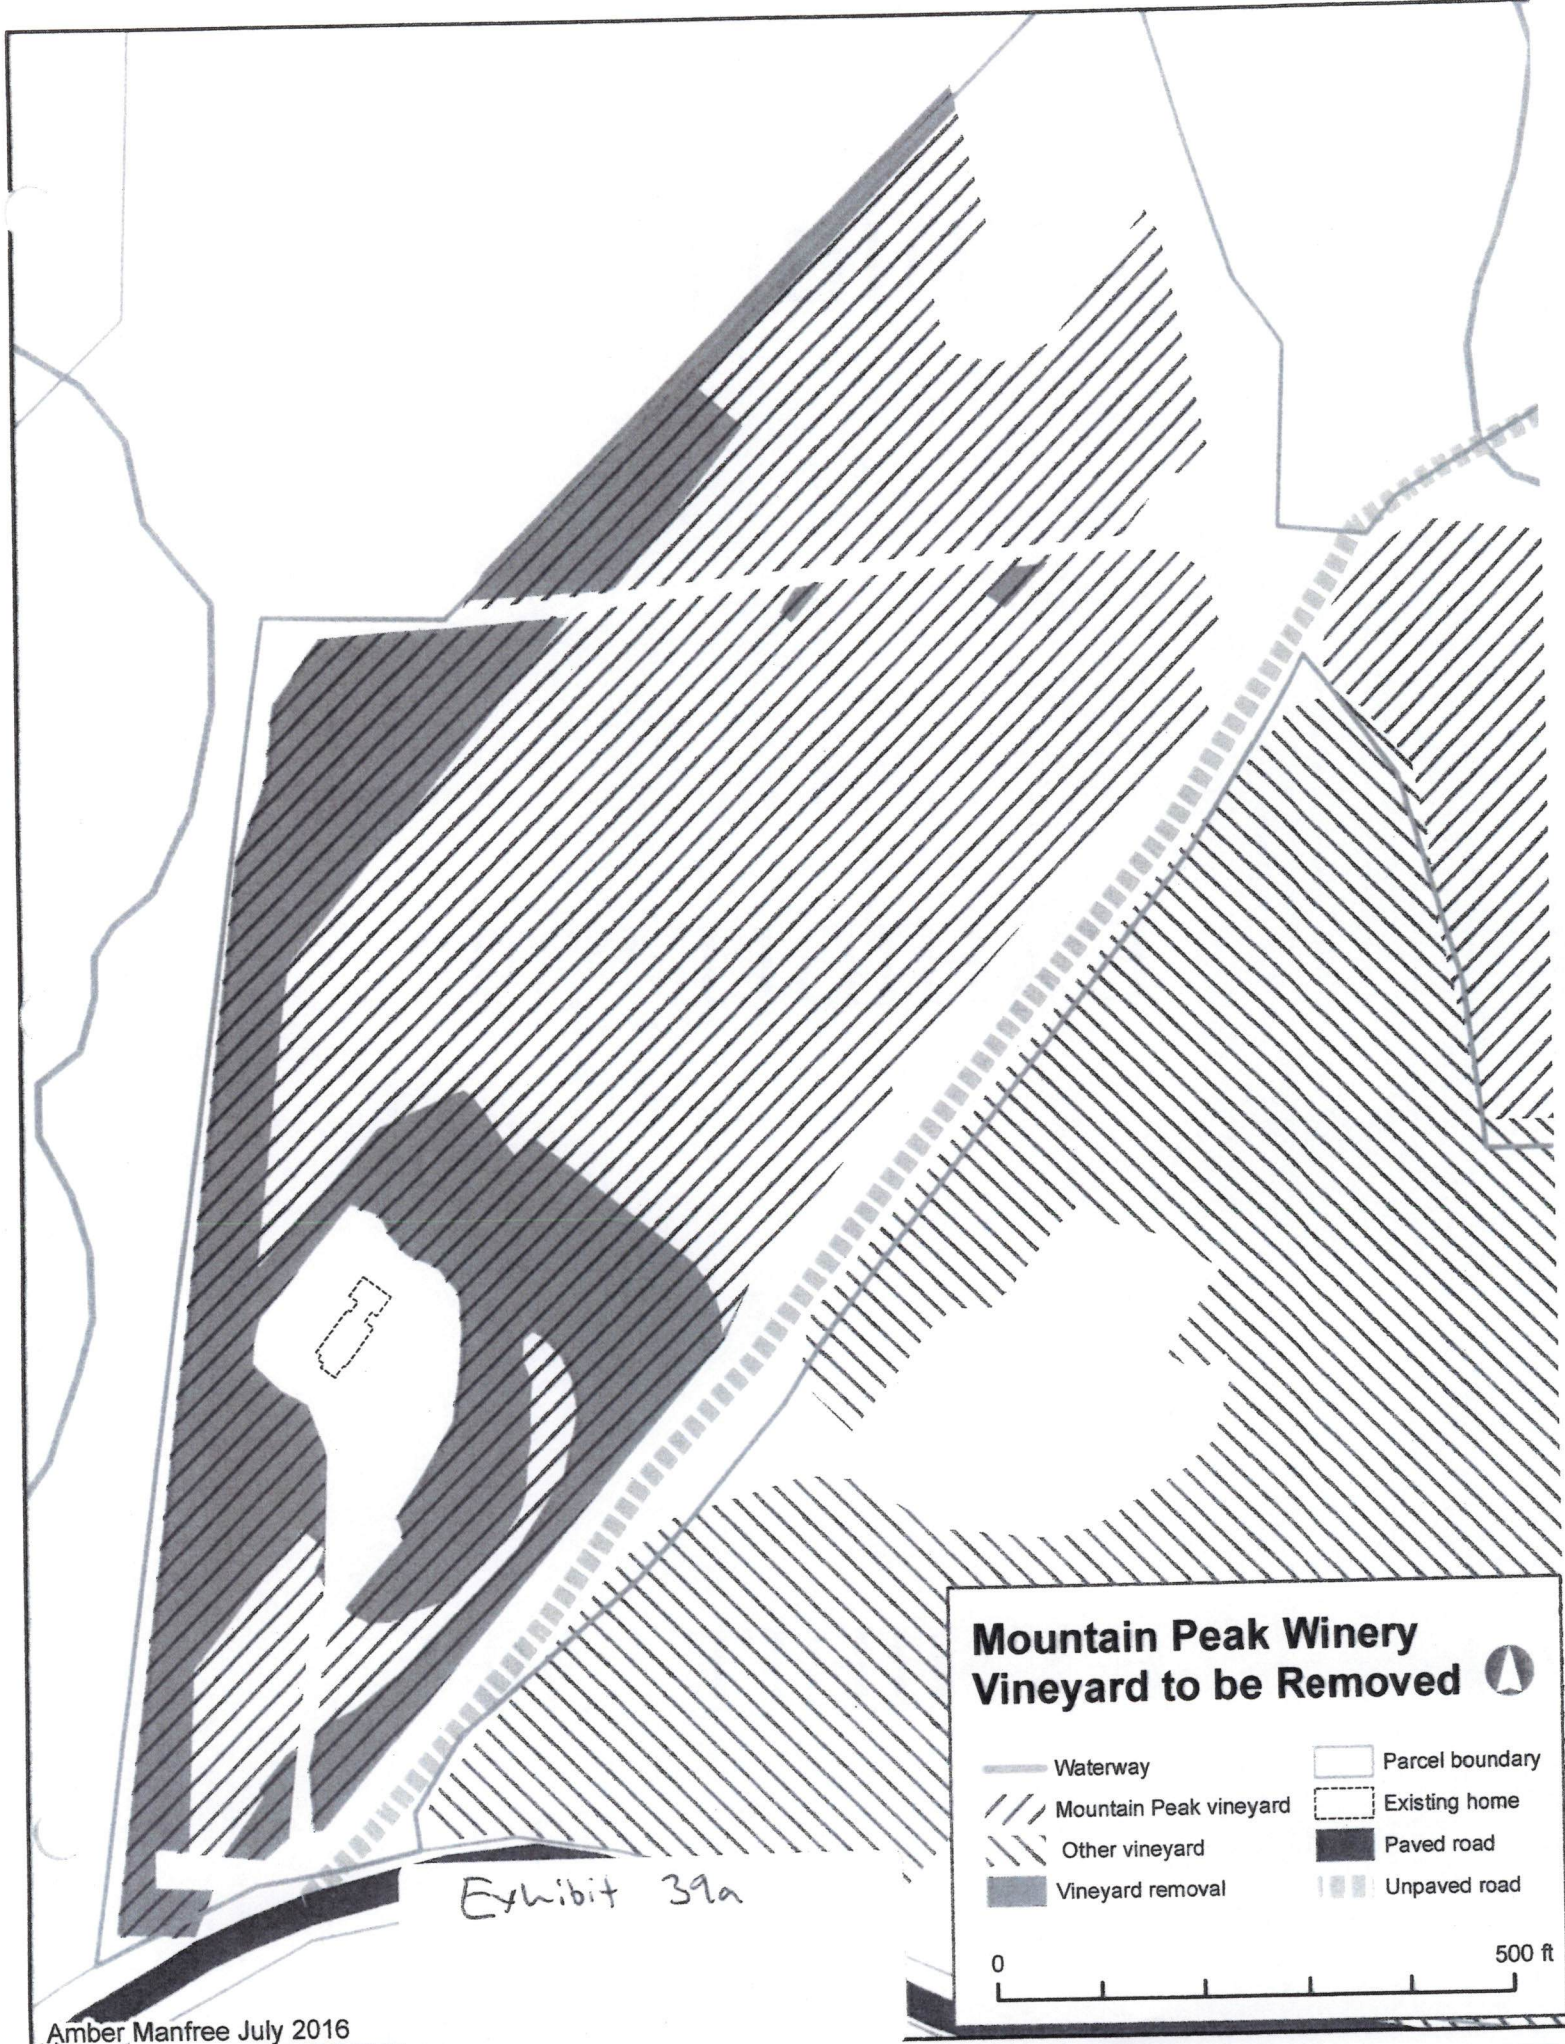 Mountain Peak Winery
Vineyard to be Removed
Waterway
Mountain Peak vineyard
Other vineyard
Vineyard removal
Parcel boundary
Existing home
Paved road
Unpaved road
0 500 ft
Exhibit 39a
Amber Manfree July 2016